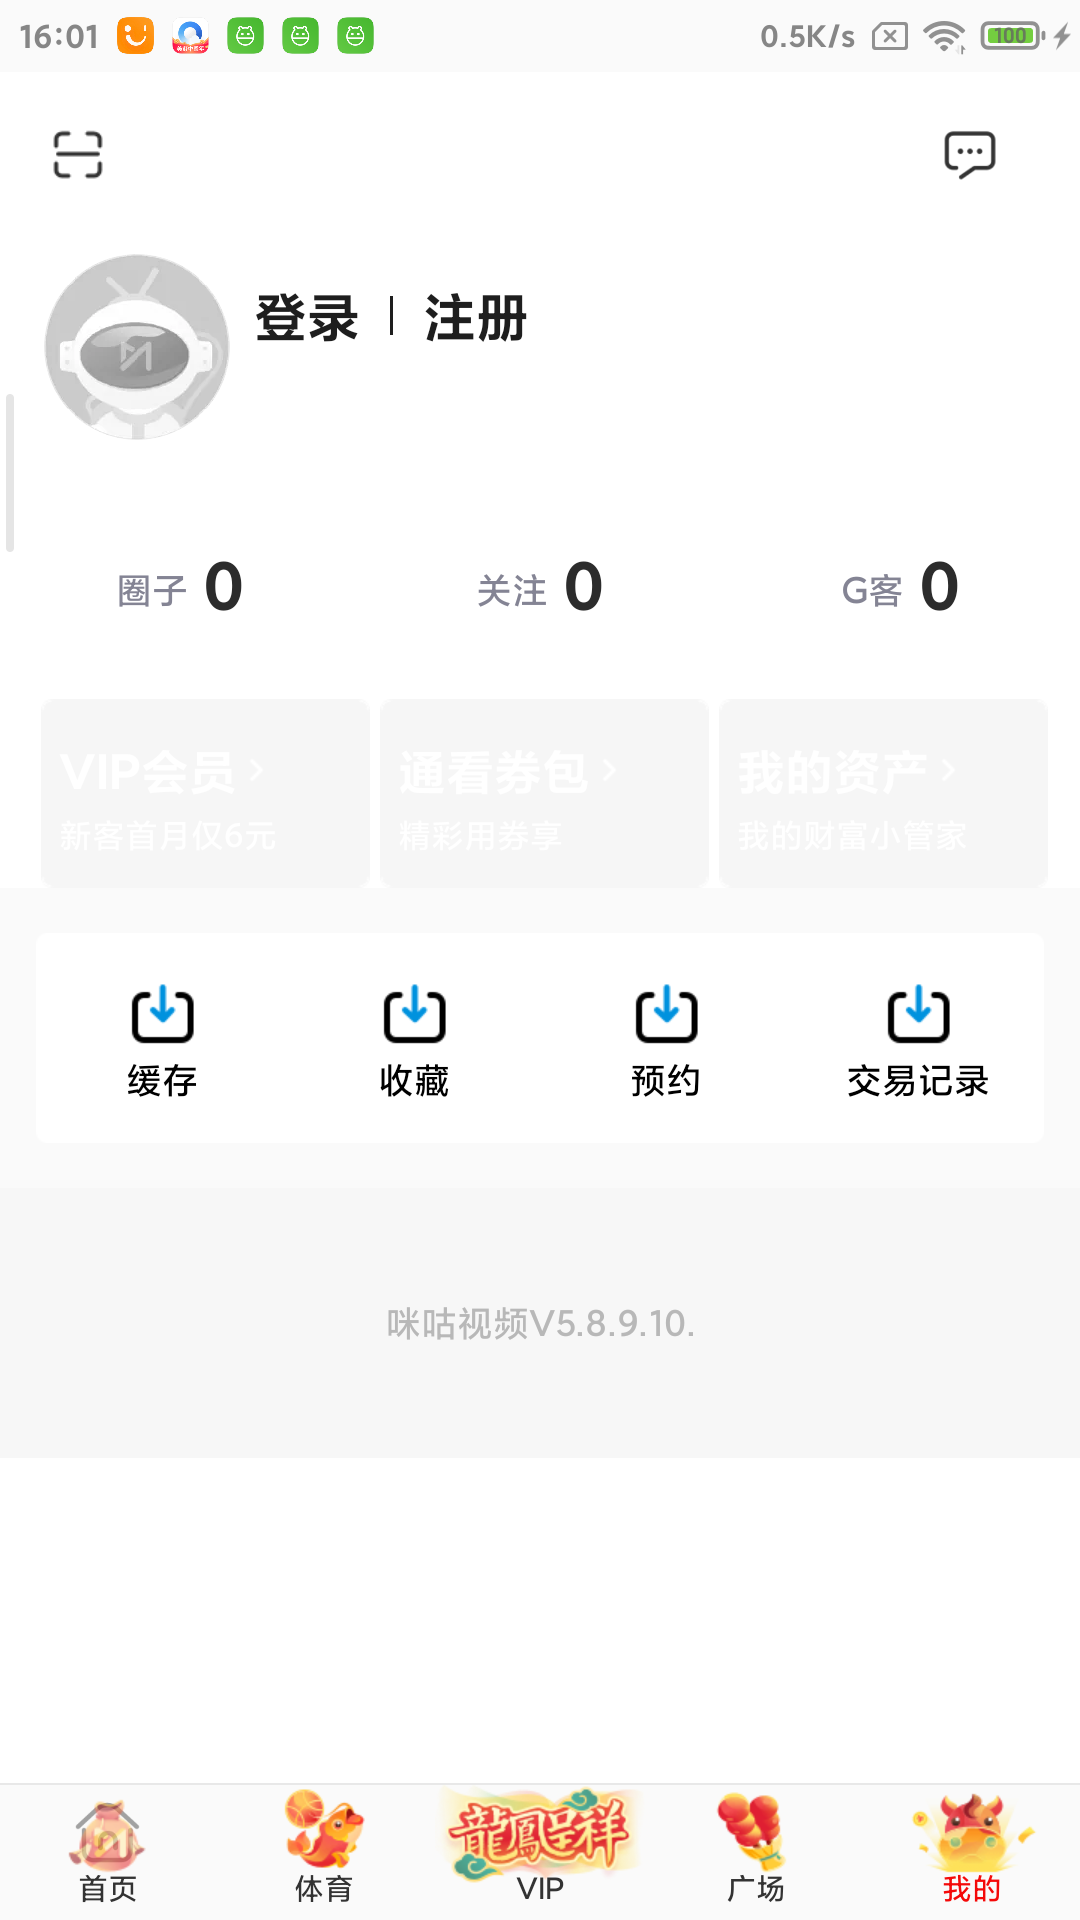 16:01 0.5K/s 100
登录 注册
圈子 0 关注 0 G客 0
VIP会员 通看券包 我的资产
新客首月仅6元 精彩用券享 我的财富小管家
缓存 收藏 预约 交易记录
咪咕视频V5.8.9.10.
龍鳳呈祥
首页 体育 VIP 广场 我的